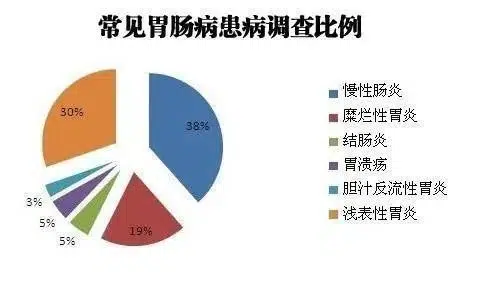 常见胃肠病患病调查比例
30%
38%
3%
5%
5%
19%
慢性肠炎
糜烂性胃炎
结肠炎
胃溃疡
胆汁反流性胃炎
浅表性胃炎